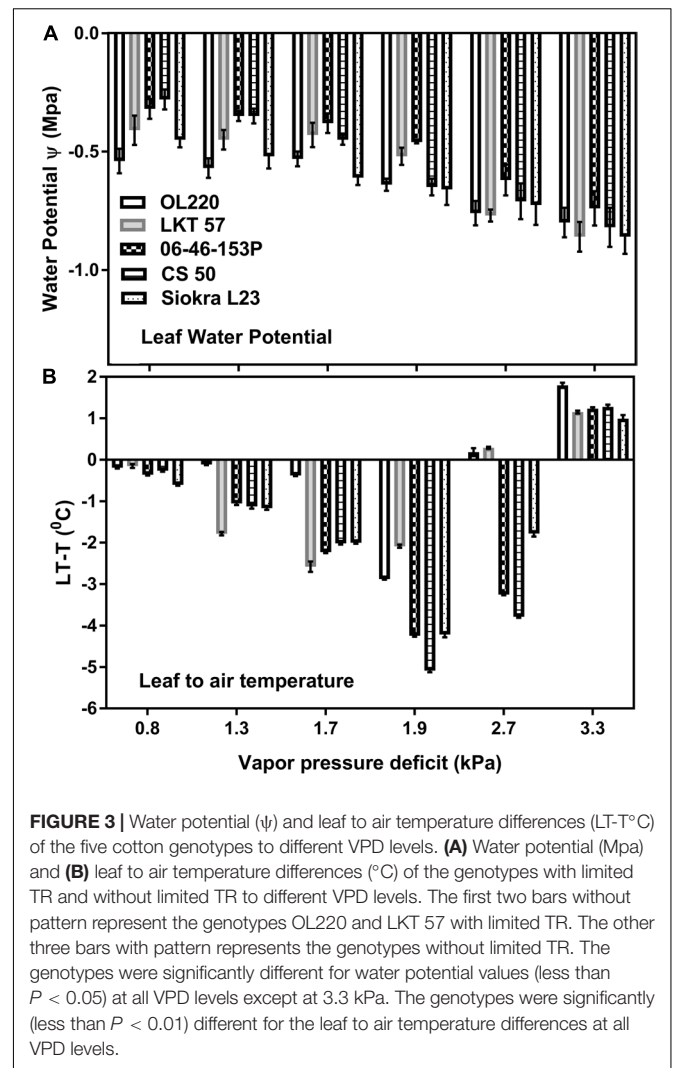 A
0.0
-0.5
-1.0
Water Potential ψ (Mpa)
OL220
LKT 57
06-46-153P
CS 50
Siokra L23
Leaf Water Potential
B
2
1
0
-1
-2
-3
-4
-5
-6
LT-T (⁰C)
Leaf to air temperature
0.8 1.3 1.7 1.9 2.7 3.3
Vapor pressure deficit (kPa)
FIGURE 3 | Water potential (ψ) and leaf to air temperature differences (LT-T°C)
of the five cotton genotypes to different VPD levels. (A) Water potential (Mpa)
and (B) leaf to air temperature differences (°C) of the genotypes with limited
TR and without limited TR to different VPD levels. The first two bars without
pattern represent the genotypes OL220 and LKT 57 with limited TR. The other
three bars with pattern represents the genotypes without limited TR. The
genotypes were significantly different for water potential values (less than
P < 0.05) at all VPD levels except at 3.3 kPa. The genotypes were significantly
(less than P < 0.01) different for the leaf to air temperature differences at all
VPD levels.